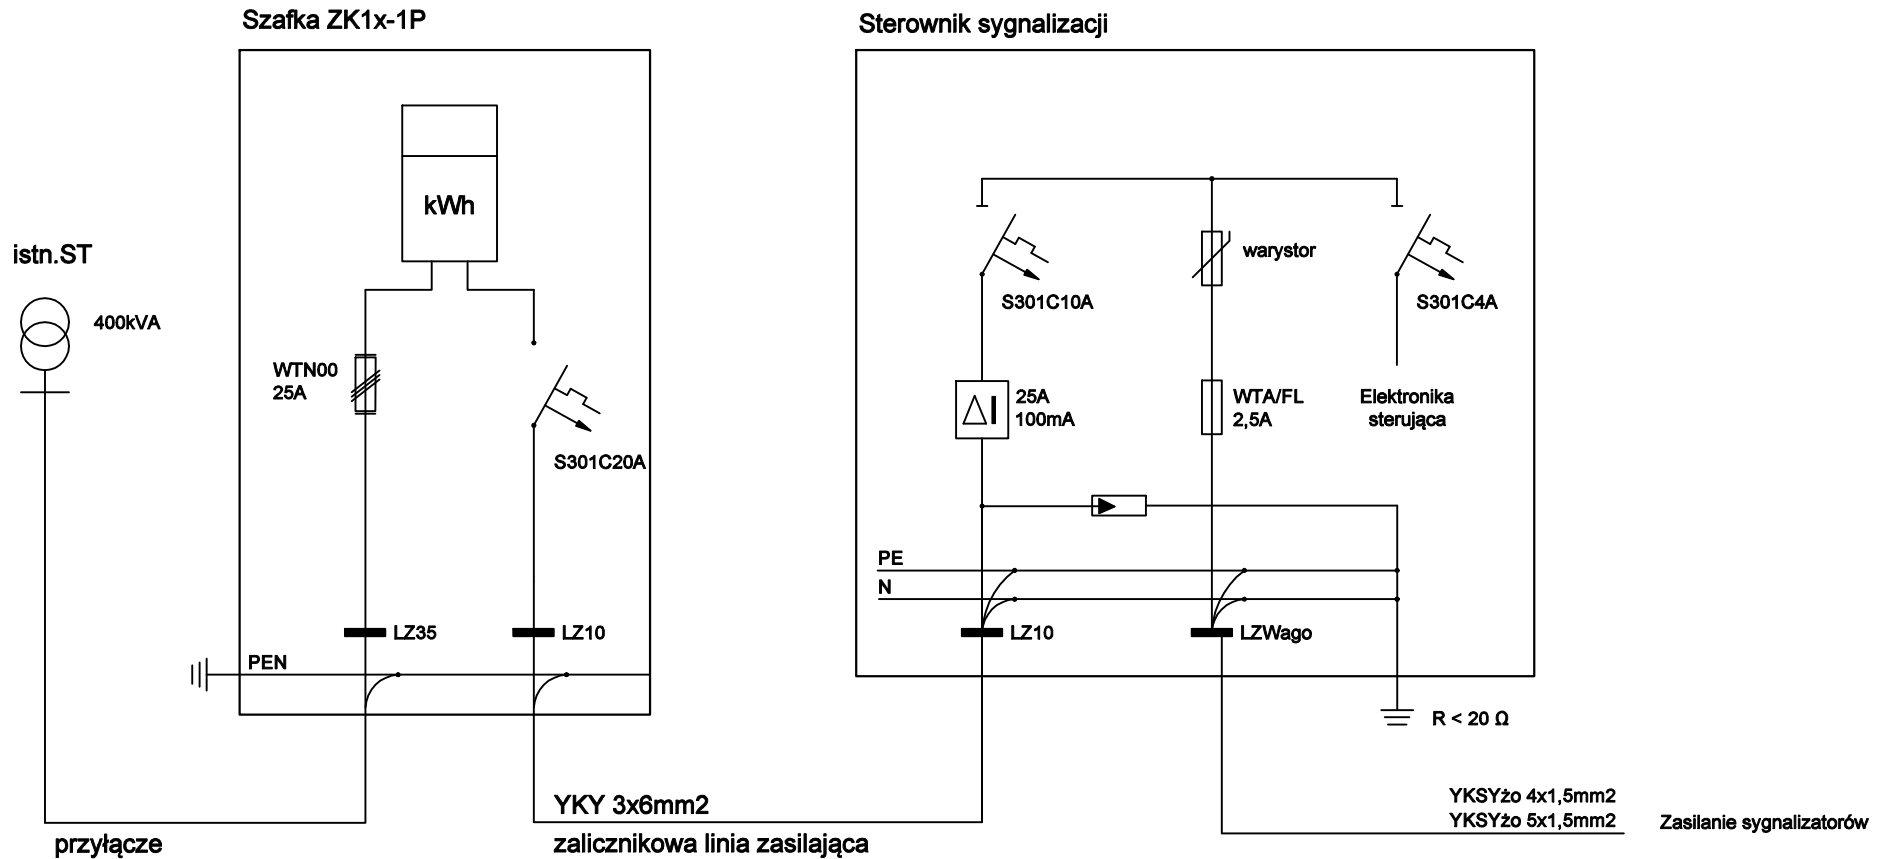 Szafka ZK1x-1P
Sterownik sygnalizacji
kWh
istn.ST
400kVA
WTN00
25A
S301C20A
LZ35
LZ10
PEN
przyłącze
YKY 3x6mm2
zalicznikowa linia zasilająca
warystor
S301C10A
S301C4A
25A
100mA
ΔI
WTA/FL
2,5A
Elektronika
sterująca
PE
N
LZ10
LZWago
R < 20 Ω
YKSYżo 4x1,5mm2
YKSYżo 5x1,5mm2
Zasilanie sygnalizatorów